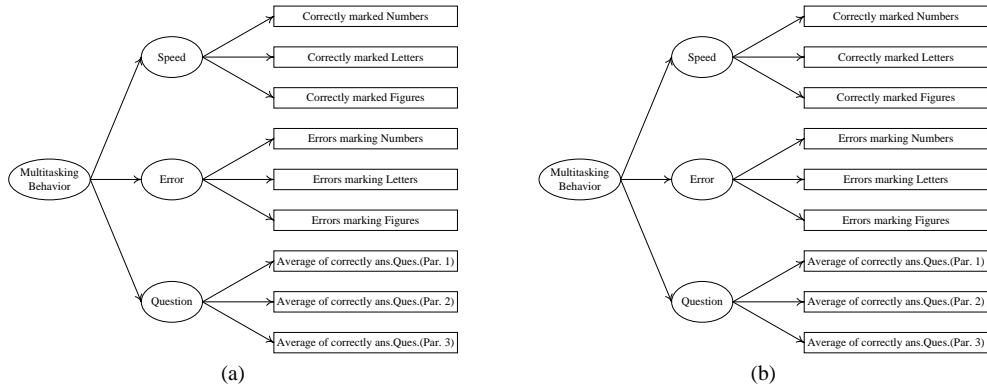 Correctly marked Numbers
Speed
Correctly marked Letters
Correctly marked Figures
Errors marking Numbers
Multitasking
Behavior
Error
Errors marking Letters
Errors marking Figures
Average of correctly ans.Ques.(Par. 1)
Question
Average of correctly ans.Ques.(Par. 2)
Average of correctly ans.Ques.(Par. 3)
(a)
Correctly marked Numbers
Speed
Correctly marked Letters
Correctly marked Figures
Errors marking Numbers
Multitasking
Behavior
Error
Errors marking Letters
Errors marking Figures
Average of correctly ans.Ques.(Par. 1)
Question
Average of correctly ans.Ques.(Par. 2)
Average of correctly ans.Ques.(Par. 3)
(b)